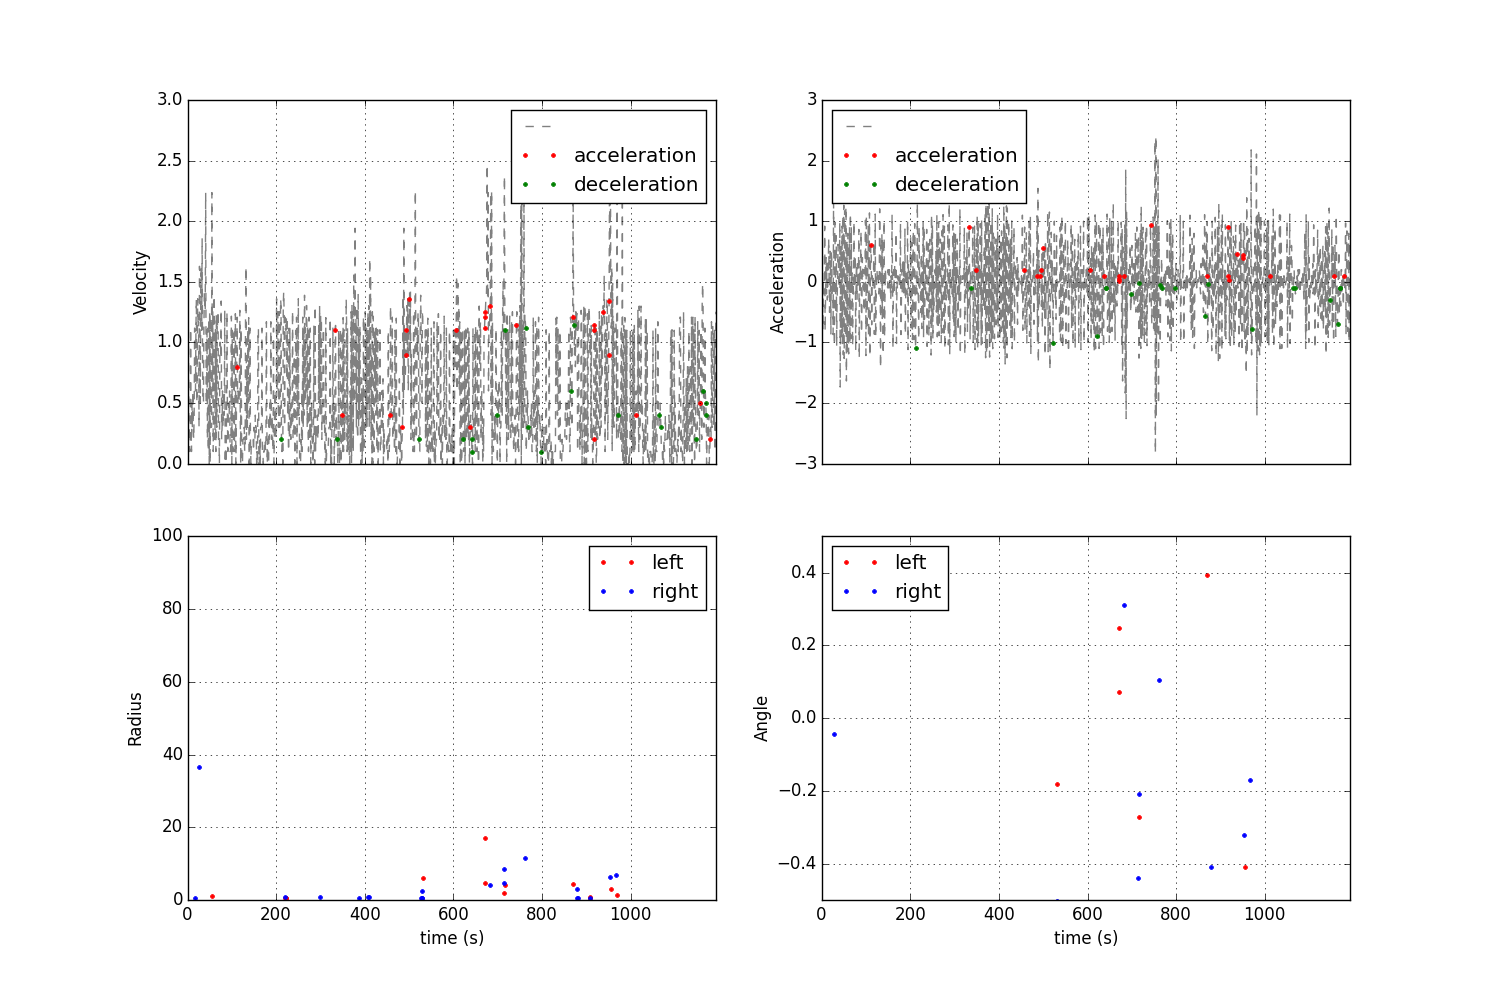 3.0
2.5
2.0
1.5
1.0
0.5
0.0
Velocity
acceleration
deceleration
3
2
1
0
−1
−2
−3
Acceleration
acceleration
deceleration
100
80
60
40
20
0
Radius
left
right
0 200 400 600 800 1000
time (s)
0.4
0.2
0.0
−0.2
−0.4
Angle
left
right
0 200 400 600 800 1000
time (s)